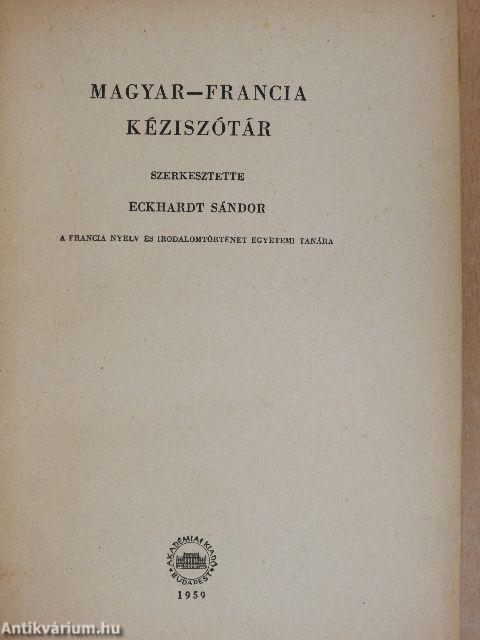 MAGYAR—FRANCIA
KÉZISZÓTÁR
SZERKESZTETTE
ECKHARDT SÁNDOR
A FRANCIA NYELV ÉS IRODALOMTÖRTÉNET EGYETEMI TANÁRA
AKADÉMIAI KIADÓ
BUDAPEST
1959
Antikvárium.hu